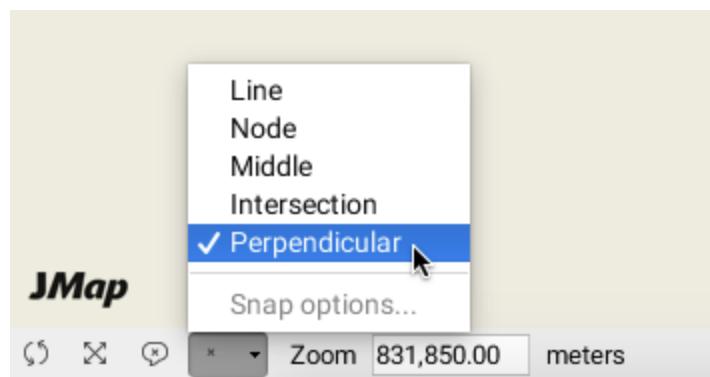 Line
Node
Middle
Intersection
Perpendicular
JMap
Snap options...
Zoom 831,850.00 meters